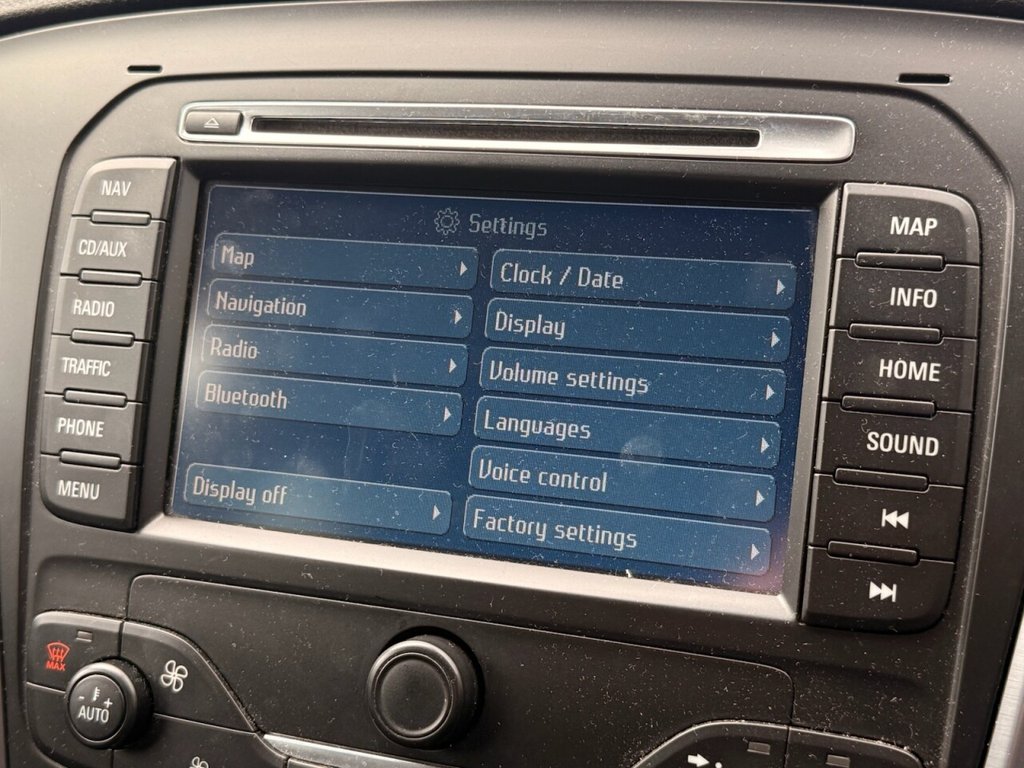 NAV
CD/AUX
RADIO
TRAFFIC
PHONE
MENU
Settings
Map
Navigation
Radio
Bluetooth
Display off
Clock / Date
Display
Volume settings
Languages
Voice control
Factory settings
MAP
INFO
HOME
SOUND
MAX
- +
AUTO